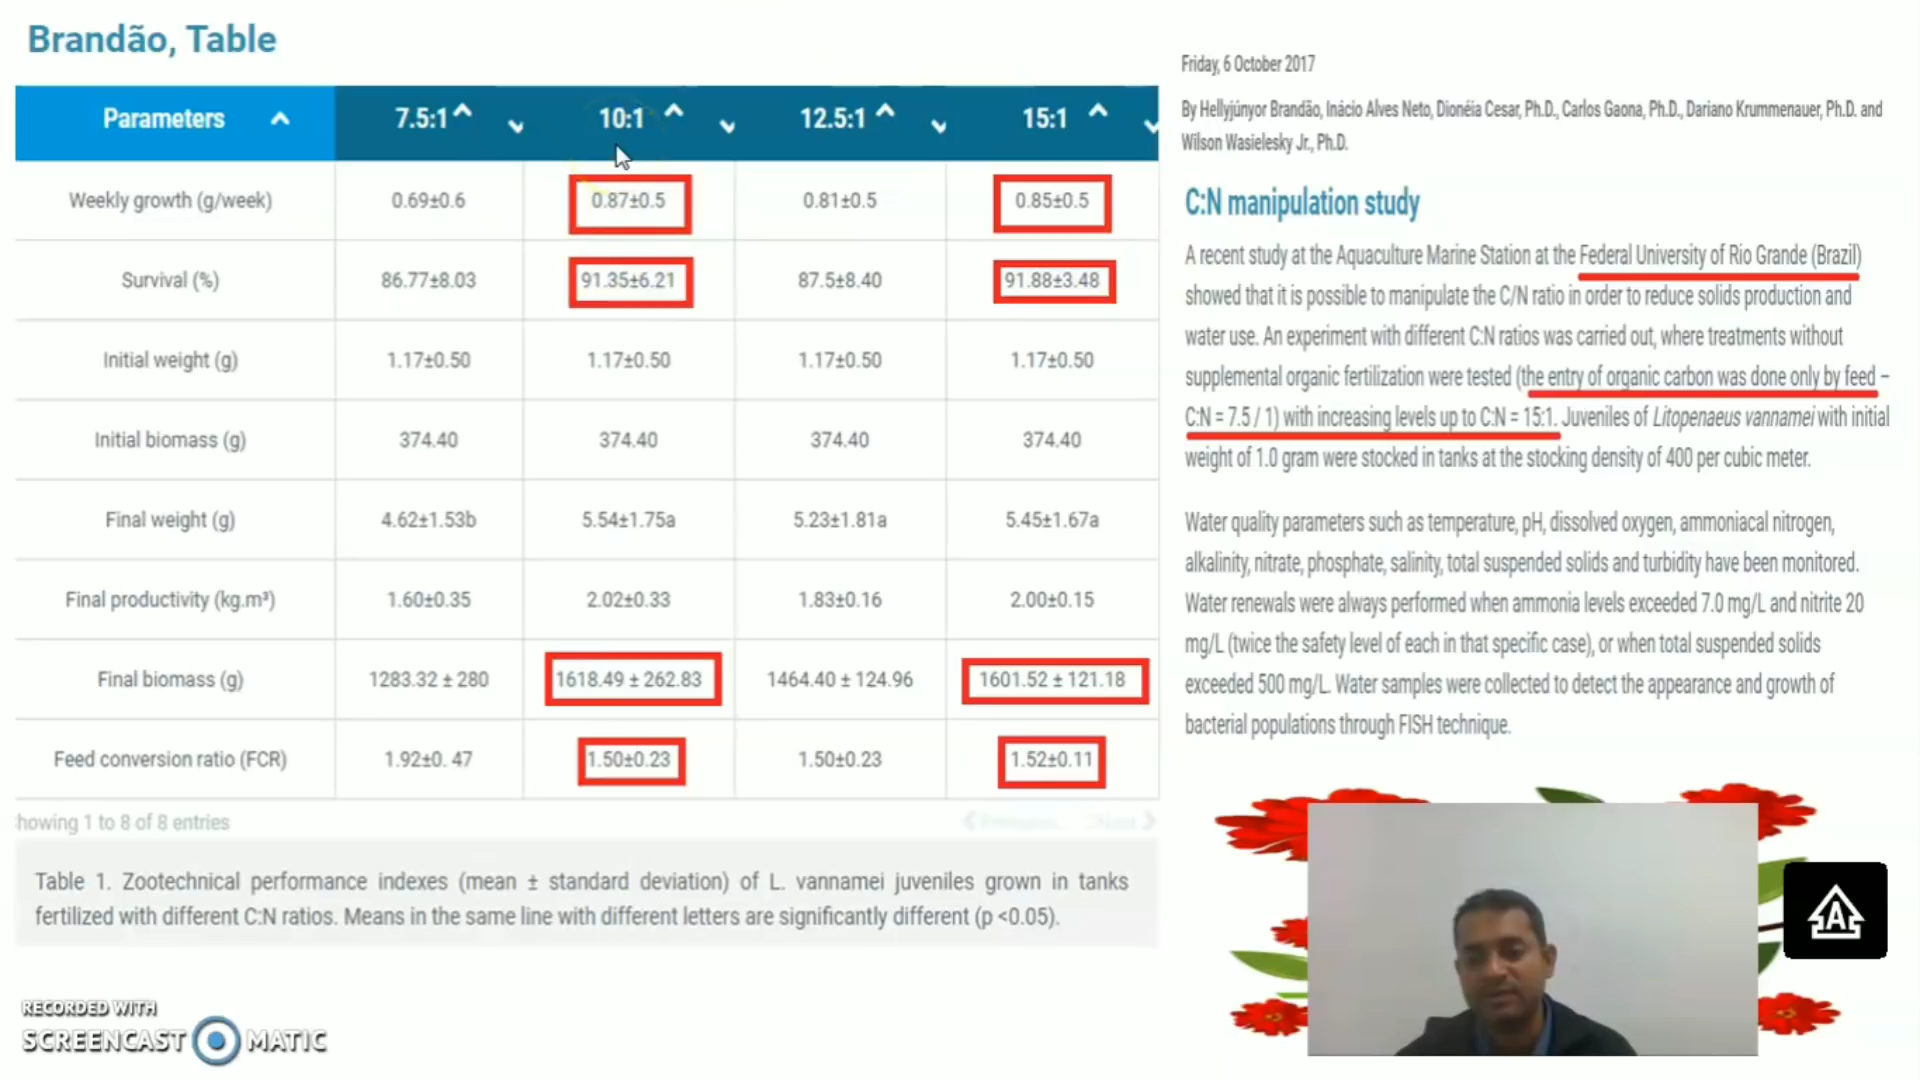 Brandão, Table
Parameters 7.5:1 10:1 12.5:1 15:1
Weekly growth (g/week) 0.69±0.6 0.87±0.5 0.81±0.5 0.85±0.5
Survival (%) 86.77±8.03 91.35±6.21 87.5±8.40 91.88±3.48
Initial weight (g) 1.17±0.50 1.17±0.50 1.17±0.50 1.17±0.50
Initial biomass (g) 374.40 374.40 374.40 374.40
Final weight (g) 4.62±1.53b 5.54±1.75a 5.23±1.81a 5.45±1.67a
Final productivity (kg.m³) 1.60±0.35 2.02±0.33 1.83±0.16 2.00±0.15
Final biomass (g) 1283.32 ± 280 1618.49 ± 262.83 1464.40 ± 124.96 1601.52 ± 121.18
Feed conversion ratio (FCR) 1.92±0. 47 1.50±0.23 1.50±0.23 1.52±0.11
howing 1 to 8 of 8 entries
Table 1. Zootechnical performance indexes (mean ± standard deviation) of L. vannamei juveniles grown in tanks
fertilized with different C:N ratios. Means in the same line with different letters are significantly different (p <0.05).
Friday, 6 October 2017
By Hellyjúnyor Brandão, Inácio Alves Neto, Dionéia Cesar, Ph.D., Carlos Gaona, Ph.D., Dariano Krummenauer, Ph.D. and
Wilson Wasielesky Jr., Ph.D.
C:N manipulation study
A recent study at the Aquaculture Marine Station at the Federal University of Rio Grande (Brazil)
showed that it is possible to manipulate the C/N ratio in order to reduce solids production and
water use. An experiment with different C:N ratios was carried out, where treatments without
supplemental organic fertilization were tested (the entry of organic carbon was done only by feed –
C:N = 7.5 / 1) with increasing levels up to C:N = 15:1. Juveniles of Litopenaeus vannamei with initial
weight of 1.0 gram were stocked in tanks at the stocking density of 400 per cubic meter.
Water quality parameters such as temperature, pH, dissolved oxygen, ammoniacal nitrogen,
alkalinity, nitrate, phosphate, salinity, total suspended solids and turbidity have been monitored.
Water renewals were always performed when ammonia levels exceeded 7.0 mg/L and nitrite 20
mg/L (twice the safety level of each in that specific case), or when total suspended solids
exceeded 500 mg/L. Water samples were collected to detect the appearance and growth of
bacterial populations through FISH technique.
A
RECORDED WITH
SCREENCAST MATIC